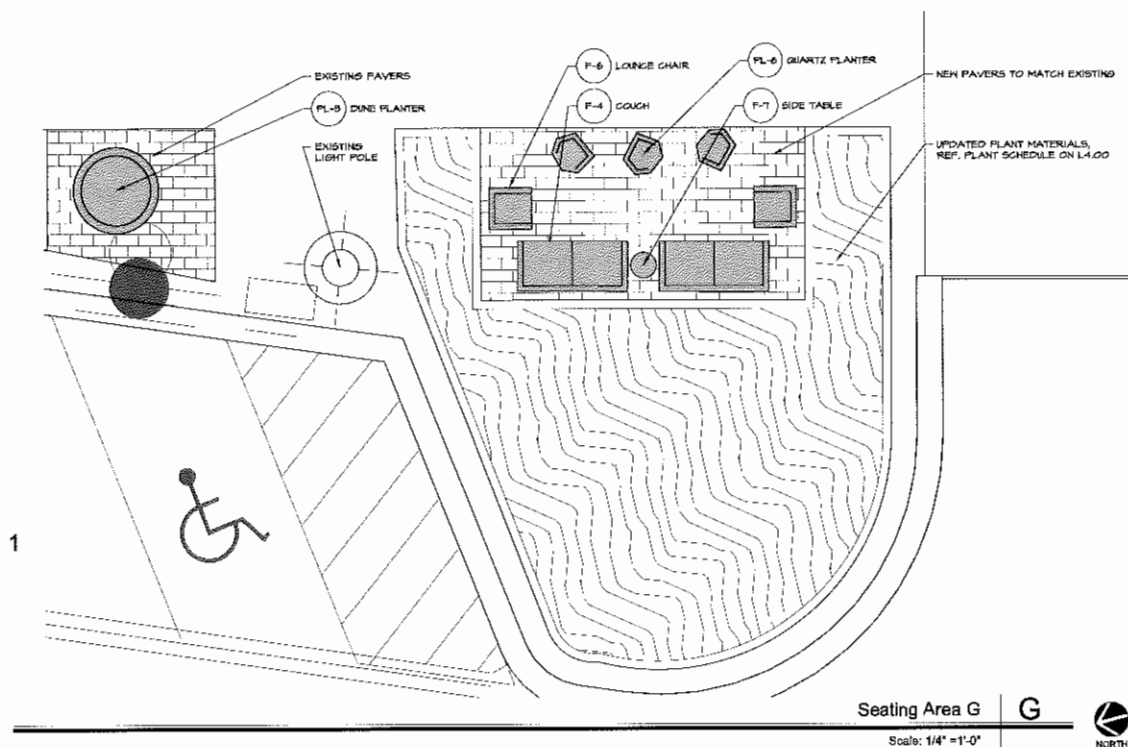 F-6 LOUNGE CHAIR
PL-6 QUARTZ PLANTER
EXISTING PAVERS
NEW PAVERS TO MATCH EXISTING
PL-3 DUNE PLANTER
F-4 COUCH
F-7 SIDE TABLE
EXISTING
LIGHT POLE
UPDATED PLANT MATERIALS,
REF. PLANT SCHEDULE ON L4.00
1
Seating Area G
G
Scale: 1/4" =1'-0"
NORTH